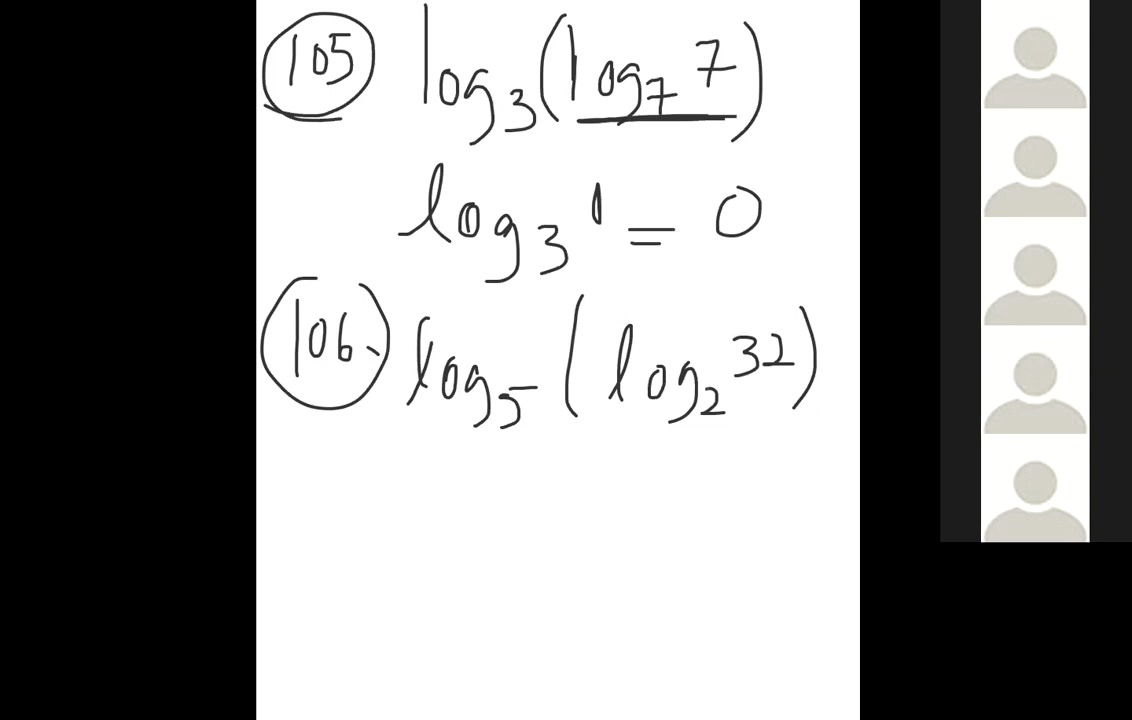 105 log₃(log₇ 7)
log₃ 1 = 0
106. log₅(log₂ 32)